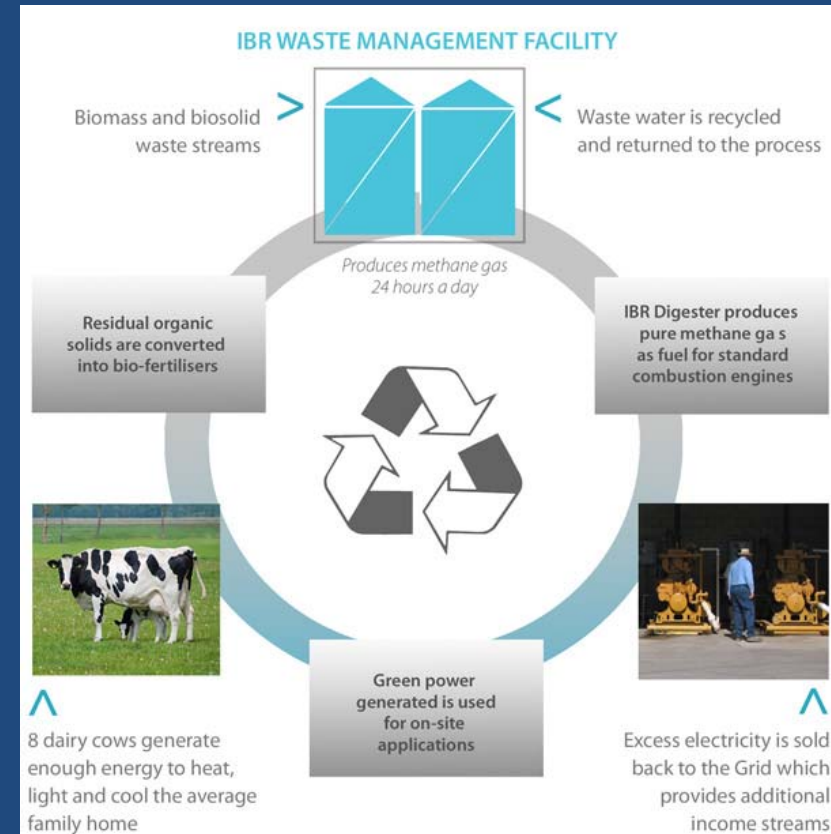 IBR WASTE MANAGEMENT FACILITY
Biomass and biosolid
waste streams
Waste water is recycled
and returned to the process
Produces methane gas
24 hours a day
Residual organic
solids are converted
into bio-fertilisers
IBR Digester produces
pure methane ga s
as fuel for standard
combustion engines
Green power
generated is used
for on-site
applications
8 dairy cows generate
enough energy to heat,
light and cool the average
family home
Excess electricity is sold
back to the Grid which
provides additional
income streams